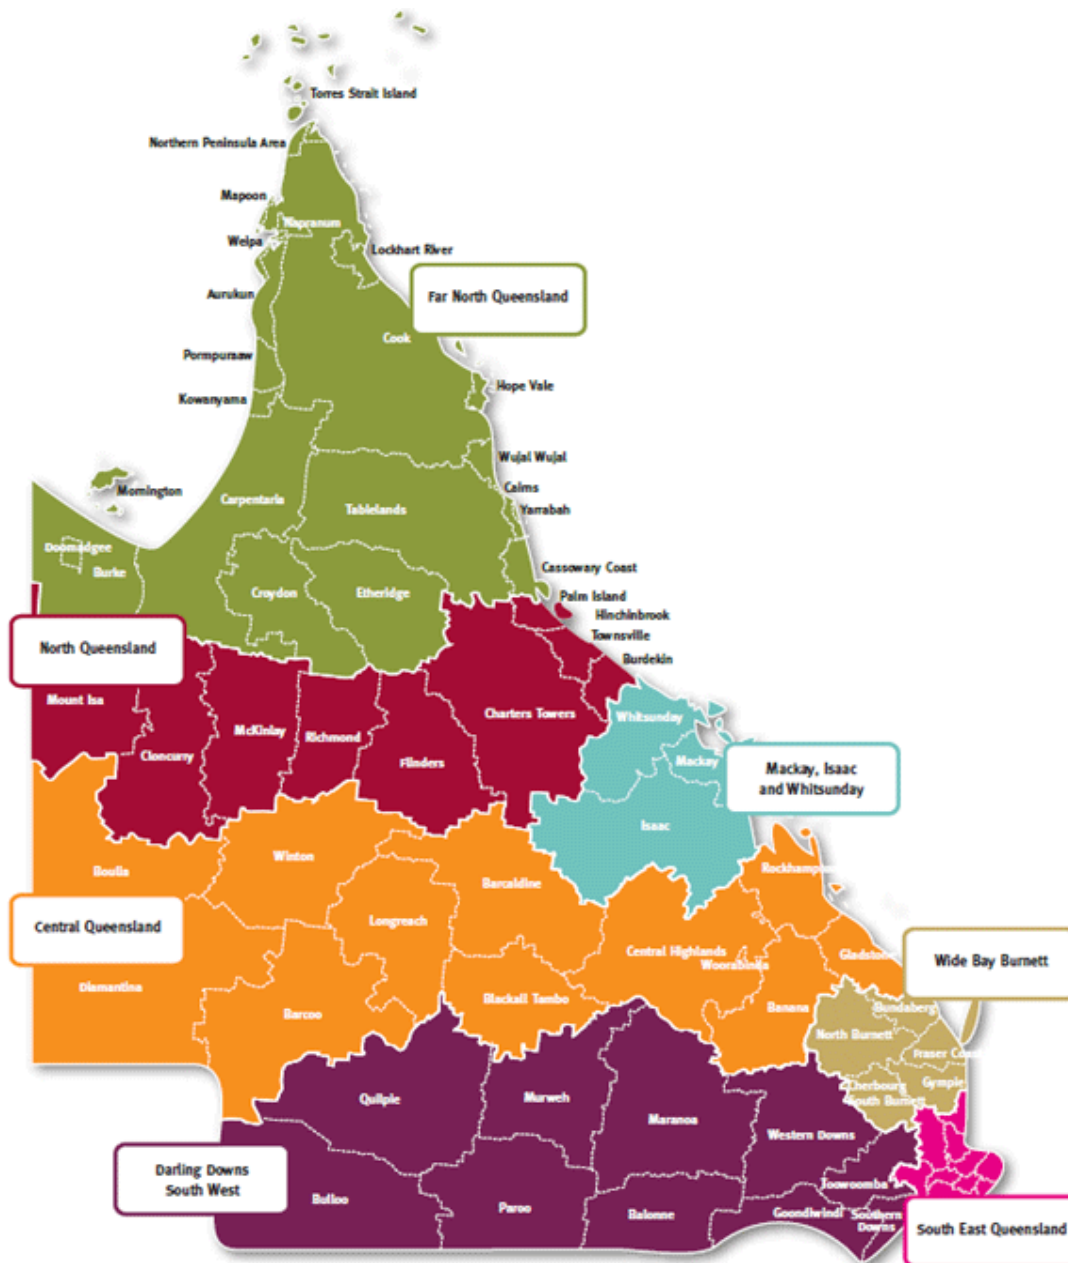 Torres Strait Island
Northern Peninsula Area
Mapoon
Napranum
Weipa
Lockhart River
Aurukun
Far North Queensland
Cook
Pormpuraaw
Hope Vale
Kowanyama
Wujal Wujal
Mornington
Cairns
Carpentaria
Tablelands
Yarrabah
Doomadgee
Burke
Cassowary Coast
Croydon
Etheridge
Palm Island
Hinchinbrook
Townsville
North Queensland
Burdekin
Mount Isa
Charters Towers
Whitsunday
McKinlay
Richmond
Cloncurry
Flinders
Mackay
Mackay, Isaac
and Whitsunday
Isaac
Winton
Boulia
Barcaldine
Rockhamp
Longreach
Central Queensland
Central Highlands
Woorabinda
Gladstone
Wide Bay Burnett
Diamantina
Blackall Tambo
Barcoo
Banana
Bundaberg
North Burnett
Fraser Coast
Cherbourg
Gympie
South Burnett
Quilpie
Murweh
Maranoa
Western Downs
Darling Downs
South West
Toowoomba
Bulloo
Paroo
Balonne
Goondiwindi
Southern
Downs
South East Queensland